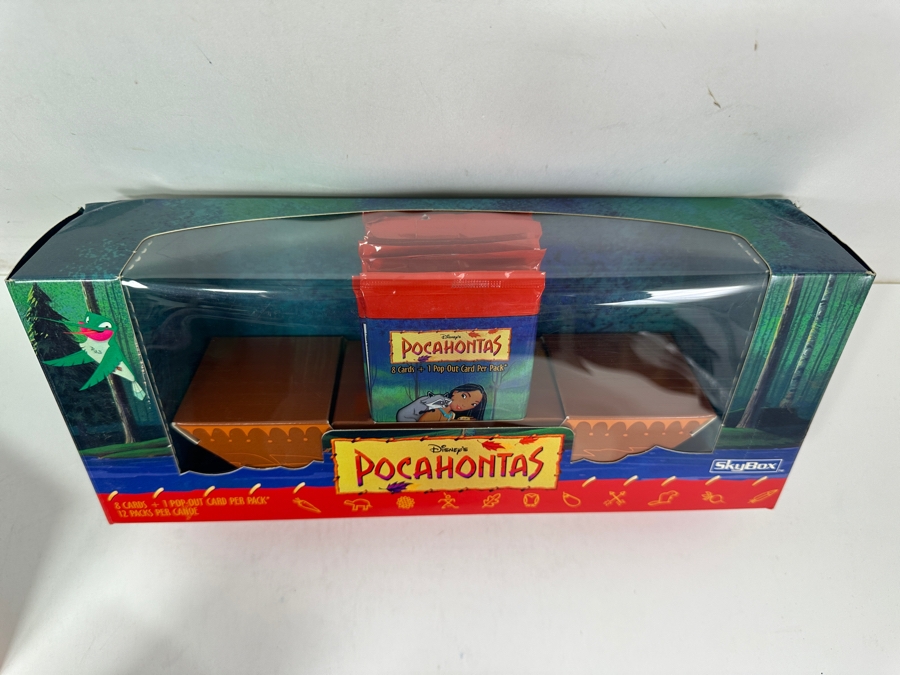 Disney's
POCAHONTAS
8 Cards + 1 Pop-Out Card Per Pack*
DISNEY'S
POCAHONTAS
SkyBox
8 CARDS + 1 POP-OUT CARD PER PACK*
12 PACKS PER CANOE